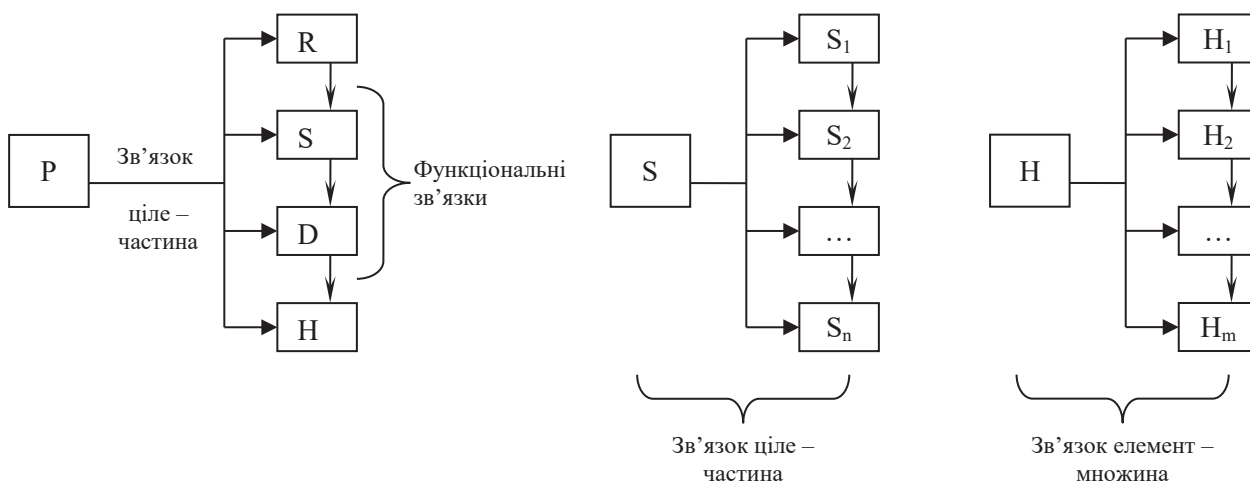 P
Зв’язок
ціле –
частина
R
S
D
H
Функціональні
зв’язки
S
S₁
S₂
…
Sₙ
Зв’язок ціле –
частина
H
H₁
H₂
…
Hₘ
Зв’язок елемент –
множина